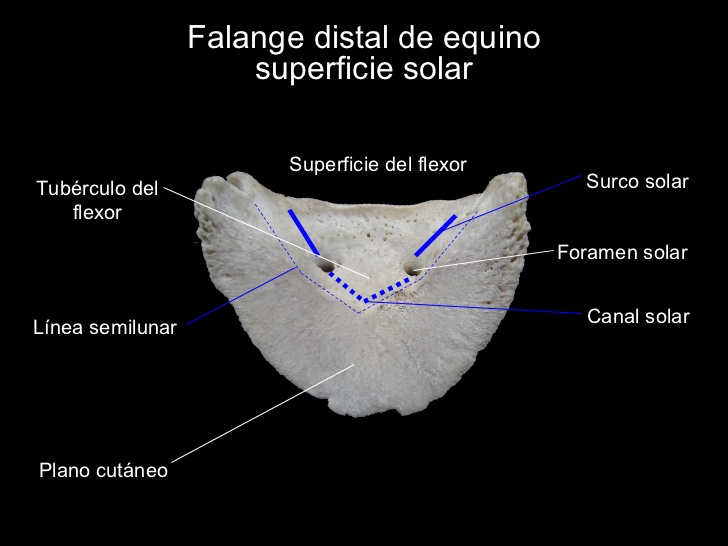 Falange distal de equino
superficie solar
Superficie del flexor
Tubérculo del
flexor
Surco solar
Foramen solar
Canal solar
Línea semilunar
Plano cutáneo